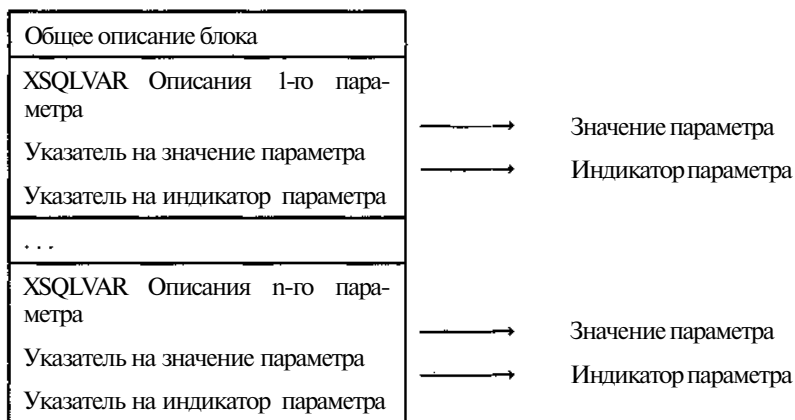 Общее описание блока
XSQLVAR Описания 1-го пара-
метра
Указатель на значение параметра
Указатель на индикатор параметра
Значение параметра
Индикатор параметра
. . .
XSQLVAR Описания n-го пара-
метра
Указатель на значение параметра
Указатель на индикатор параметра
Значение параметра
Индикатор параметра